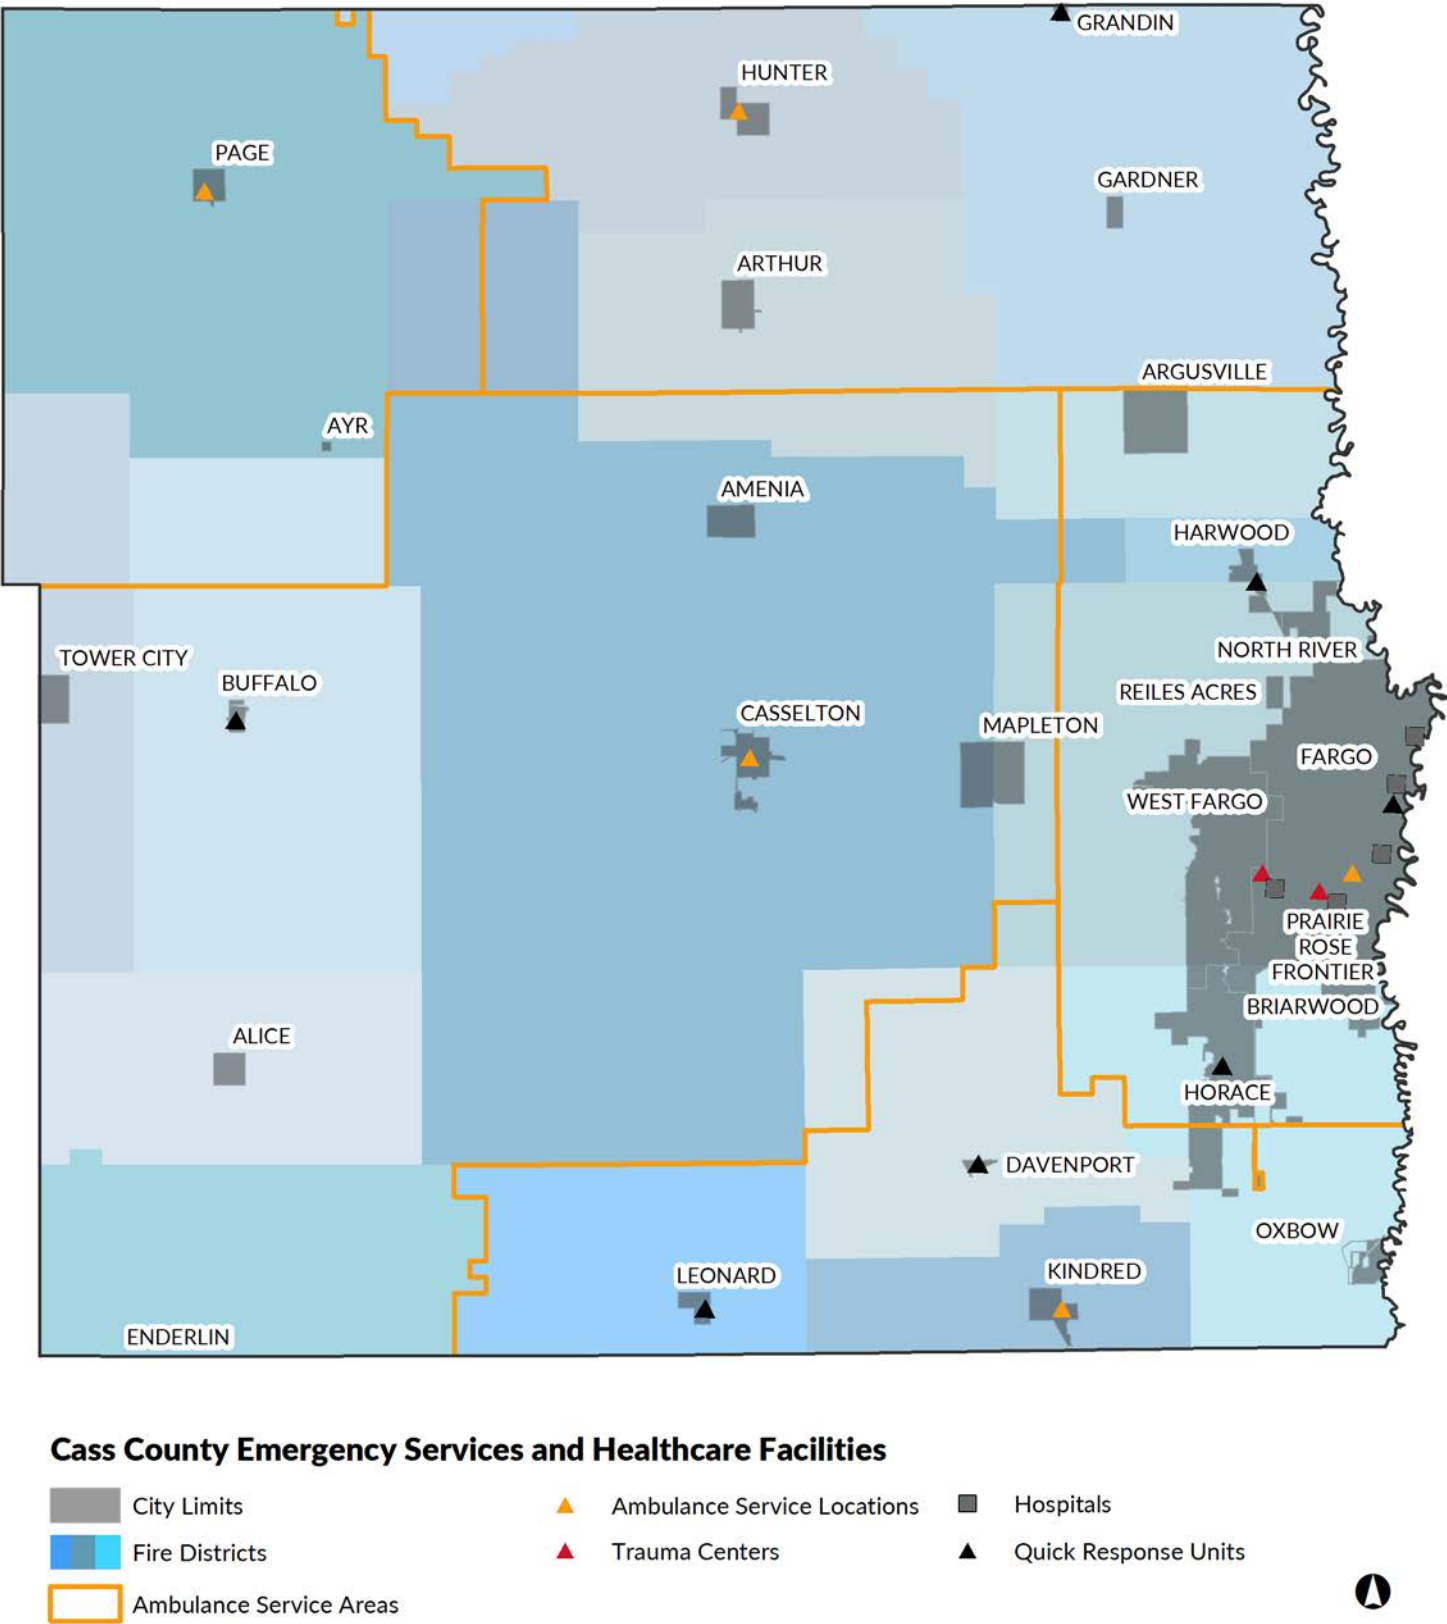 GRANDIN
HUNTER
PAGE
GARDNER
ARTHUR
ARGUSVILLE
AYR
AMENIA
HARWOOD
NORTH RIVER
TOWER CITY
BUFFALO
REILES ACRES
CASSELTON
MAPLETON
FARGO
WEST FARGO
PRAIRIE
ROSE
FRONTIER
BRIARWOOD
ALICE
HORACE
DAVENPORT
OXBOW
LEONARD
KINDRED
ENDERLIN
Cass County Emergency Services and Healthcare Facilities
City Limits
Ambulance Service Locations
Hospitals
Fire Districts
Trauma Centers
Quick Response Units
Ambulance Service Areas